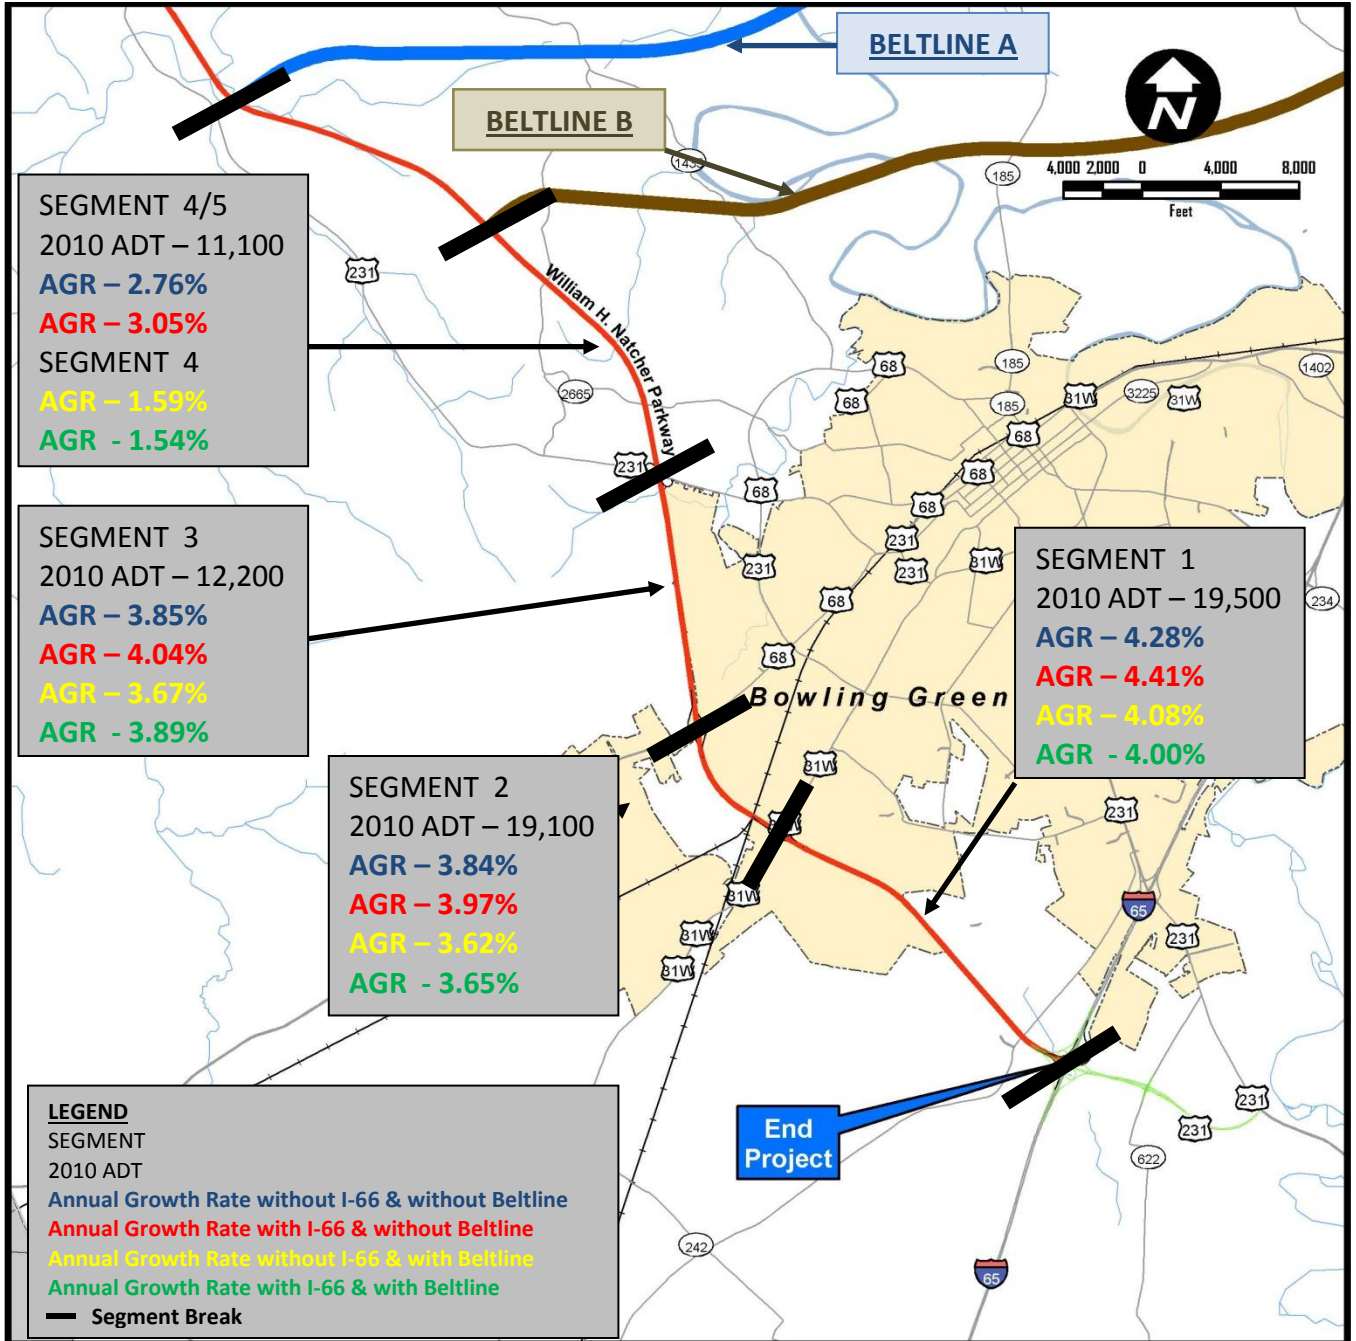 BELTLINE A
BELTLINE B
N
4,000 2,000 0 4,000 8,000
Feet
185
SEGMENT 4/5
2010 ADT – 11,100
AGR – 2.76%
AGR – 3.05%
SEGMENT 4
AGR – 1.59%
AGR - 1.54%
231
William H. Natcher Parkway
2665
231
68
68
185
185
31W
3225
31W
1402
68
68
68
68
231
231
231
31W
68
68
234
SEGMENT 3
2010 ADT – 12,200
AGR – 3.85%
AGR – 4.04%
AGR – 3.67%
AGR - 3.89%
SEGMENT 1
2010 ADT – 19,500
AGR – 4.28%
AGR – 4.41%
AGR – 4.08%
AGR - 4.00%
Bowling Green
SEGMENT 2
2010 ADT – 19,100
AGR – 3.84%
AGR – 3.97%
AGR – 3.62%
AGR - 3.65%
31W
31W
31W
31W
231
65
231
End
Project
231
231
622
242
65
LEGEND
SEGMENT
2010 ADT
Annual Growth Rate without I-66 & without Beltline
Annual Growth Rate with I-66 & without Beltline
Annual Growth Rate without I-66 & with Beltline
Annual Growth Rate with I-66 & with Beltline
Segment Break